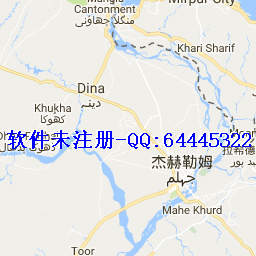 Mangla
Cantonment
منگلا چھاؤنی
Mirpur City
Khari Sharif
Dina
دینہ
Khukha
کھوکھا
软件未注册-QQ:64445322
杰赫勒姆
جہلم
Mahe Khurd
Toor